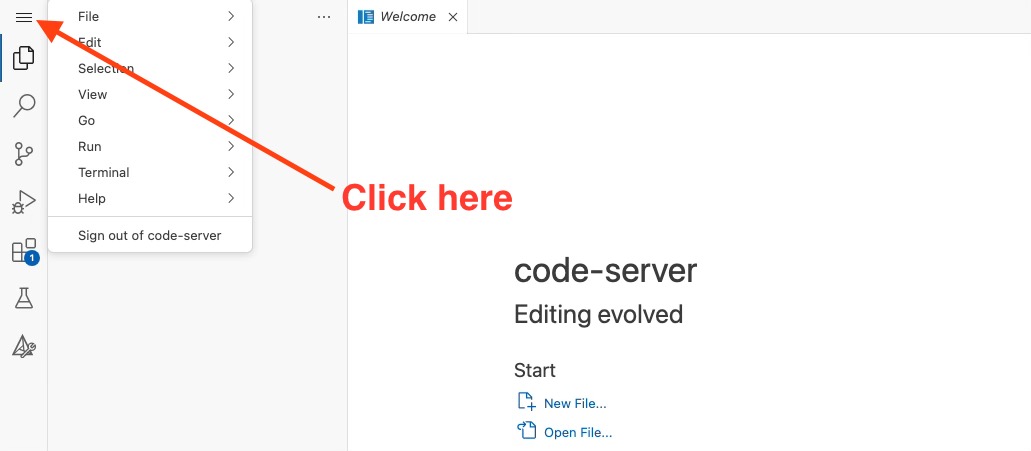 File
Edit
Selection
View
Go
Run
Terminal
Help
Sign out of code-server
1
Welcome
Click here
code-server
Editing evolved
Start
New File...
Open File...